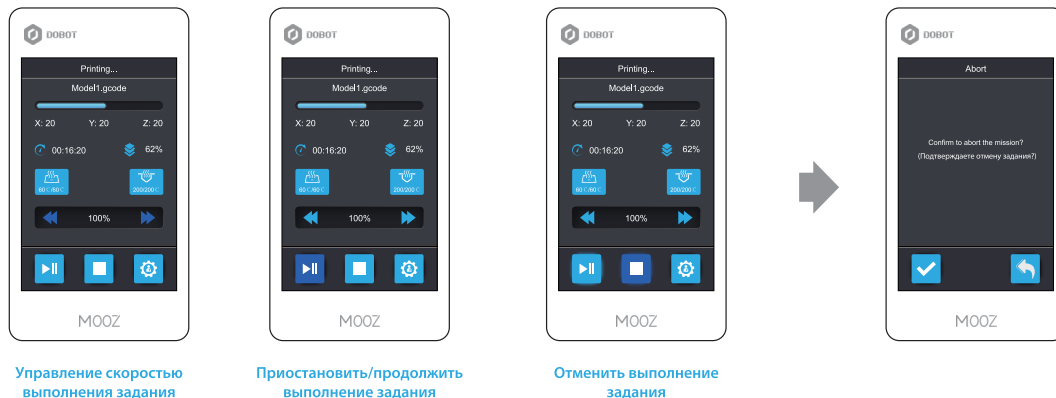 DOBOT
Printing...
Model1.gcode
X: 20 Y: 20 Z: 20
00:16:20 62%
60℃/60℃ 200/200℃
100%
MOOZ
Управление скоростью
выполнения задания
DOBOT
Printing...
Model1.gcode
X: 20 Y: 20 Z: 20
00:16:20 62%
60℃/60℃ 200/200℃
100%
MOOZ
Приостановить/продолжить
выполнение задания
DOBOT
Printing...
Model1.gcode
X: 20 Y: 20 Z: 20
00:16:20 62%
60℃/60℃ 200/200℃
100%
MOOZ
Отменить выполнение
задания
DOBOT
Abort
Confirm to abort the mission?
(Подтверждаете отмену задания?)
MOOZ